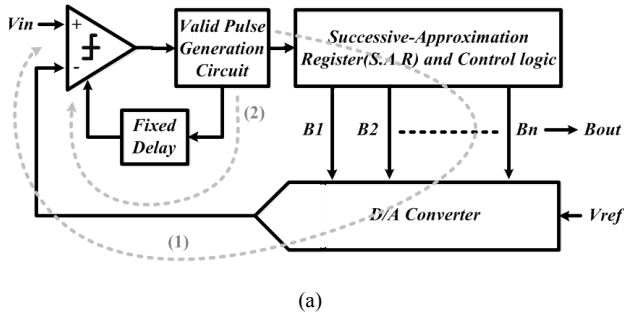 Vin
+
-
Valid Pulse
Generation
Circuit
Successive-Approximation
Register(S.A.R) and Control logic
(2)
Fixed
Delay
B1 B2 Bn Bout
D/A Converter
Vref
(1)
(a)